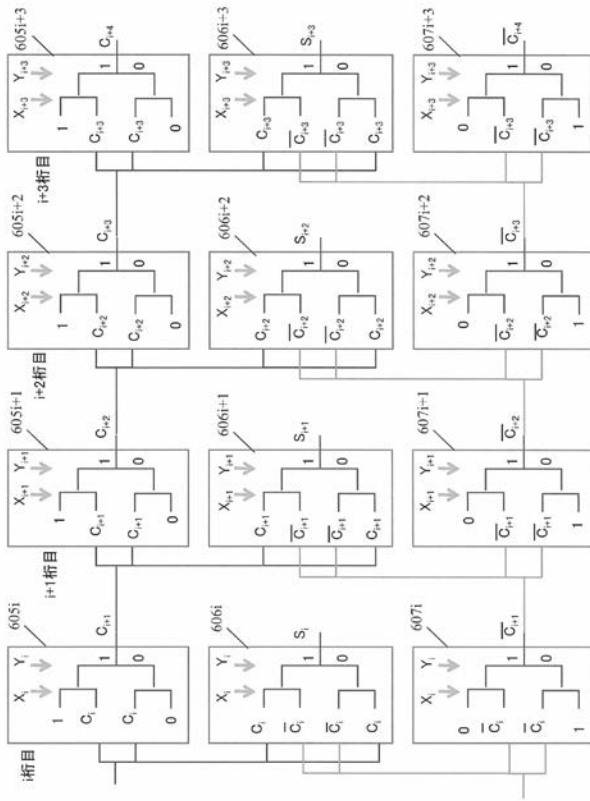 i桁目
605i
X_i Y_i
1
C_i
C_i
0
1
0
C_{i+1}
i+1桁目
605i+1
X_{i+1} Y_{i+1}
1
C_{i+1}
C_{i+1}
0
1
0
C_{i+2}
i+2桁目
605i+2
X_{i+2} Y_{i+2}
1
C_{i+2}
C_{i+2}
0
1
0
C_{i+3}
i+3桁目
605i+3
X_{i+3} Y_{i+3}
1
C_{i+3}
C_{i+3}
0
1
0
C_{i+4}
606i
X_i Y_i
C_i
C̅_i
C̅_i
C_i
1
0
S_i
606i+1
X_{i+1} Y_{i+1}
C_{i+1}
C̅_{i+1}
C̅_{i+1}
C_{i+1}
1
0
S_{i+1}
606i+2
X_{i+2} Y_{i+2}
C_{i+2}
C̅_{i+2}
C̅_{i+2}
C_{i+2}
1
0
S_{i+2}
606i+3
X_{i+3} Y_{i+3}
C_{i+3}
C̅_{i+3}
C̅_{i+3}
C_{i+3}
1
0
S_{i+3}
607i
X_i Y_i
0
C̅_i
C̅_i
1
1
0
C̅_{i+1}
607i+1
X_{i+1} Y_{i+1}
0
C̅_{i+1}
C̅_{i+1}
1
1
0
C̅_{i+2}
607i+2
X_{i+2} Y_{i+2}
0
C̅_{i+2}
C̅_{i+2}
1
1
0
C̅_{i+3}
607i+3
X_{i+3} Y_{i+3}
0
C̅_{i+3}
C̅_{i+3}
1
1
0
C̅_{i+4}